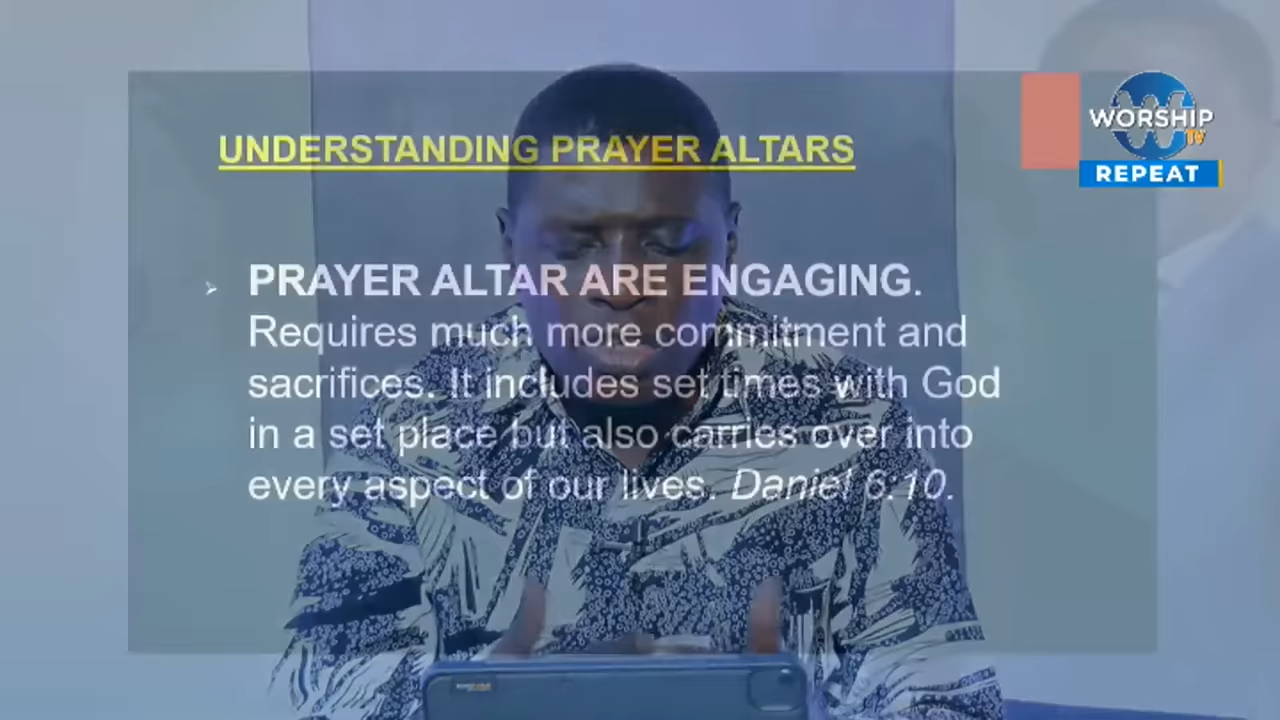 UNDERSTANDING PRAYER ALTARS
PRAYER ALTAR ARE ENGAGING.
Requires much more commitment and
sacrifices. It includes set times with God
in a set place but also carries over into
every aspect of our lives. Daniel 6:10.
WORSHIP
TV
REPEAT